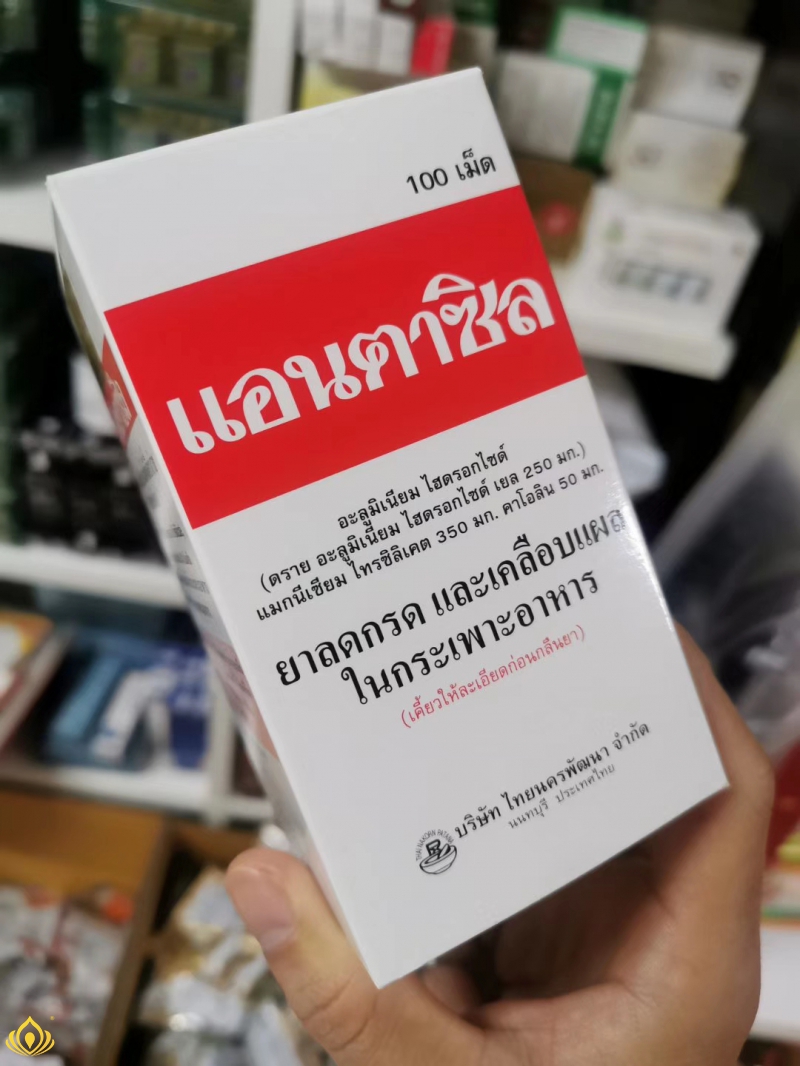 100 เม็ด
แอนตาซิล
อะลูมิเนียม ไฮดรอกไซด์
(ดราย อะลูมิเนียม ไฮดรอกไซด์ เยล 250 มก.)
แมกนีเซียม ไทรซิลิเคต 350 มก. คาโอลิน 50 มก.
ยาลดกรด และเคลือบแผล
ในกระเพาะอาหาร
(เคี้ยวให้ละเอียดก่อนกลืนยา)
บริษัท ไทยนครพัฒนา จำกัด
นนทบุรี ประเทศไทย
THAI NAKORN PATANA